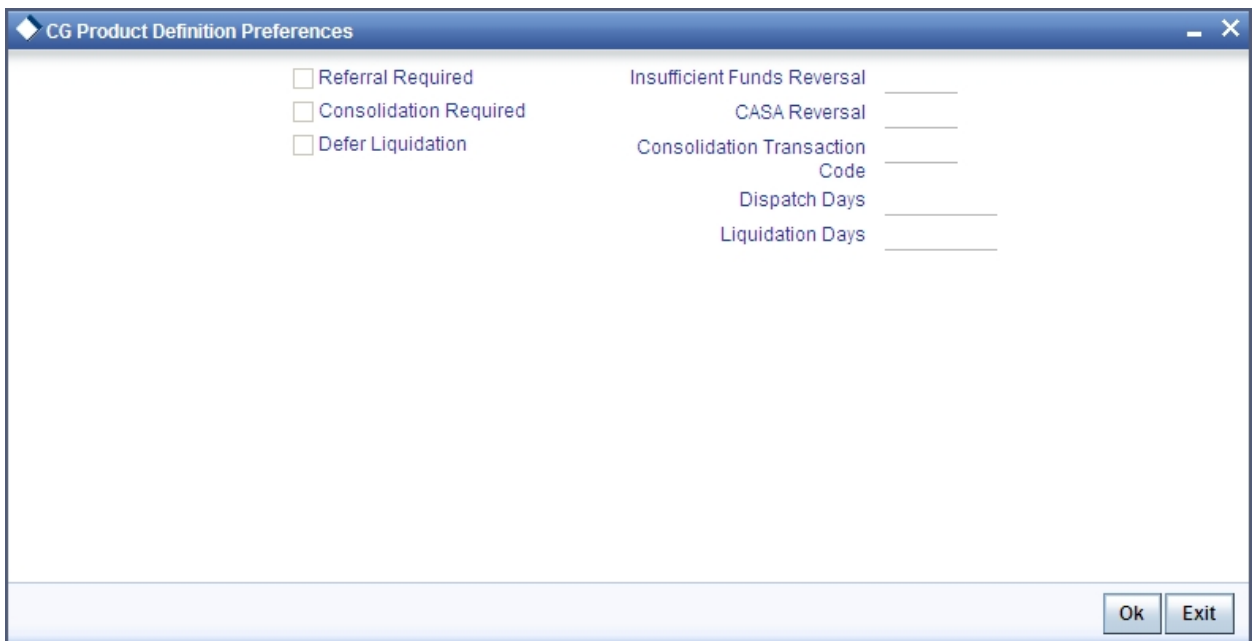 CG Product Definition Preferences
Referral Required
Consolidation Required
Defer Liquidation
Insufficient Funds Reversal
CASA Reversal
Consolidation Transaction
Code
Dispatch Days
Liquidation Days
Ok
Exit